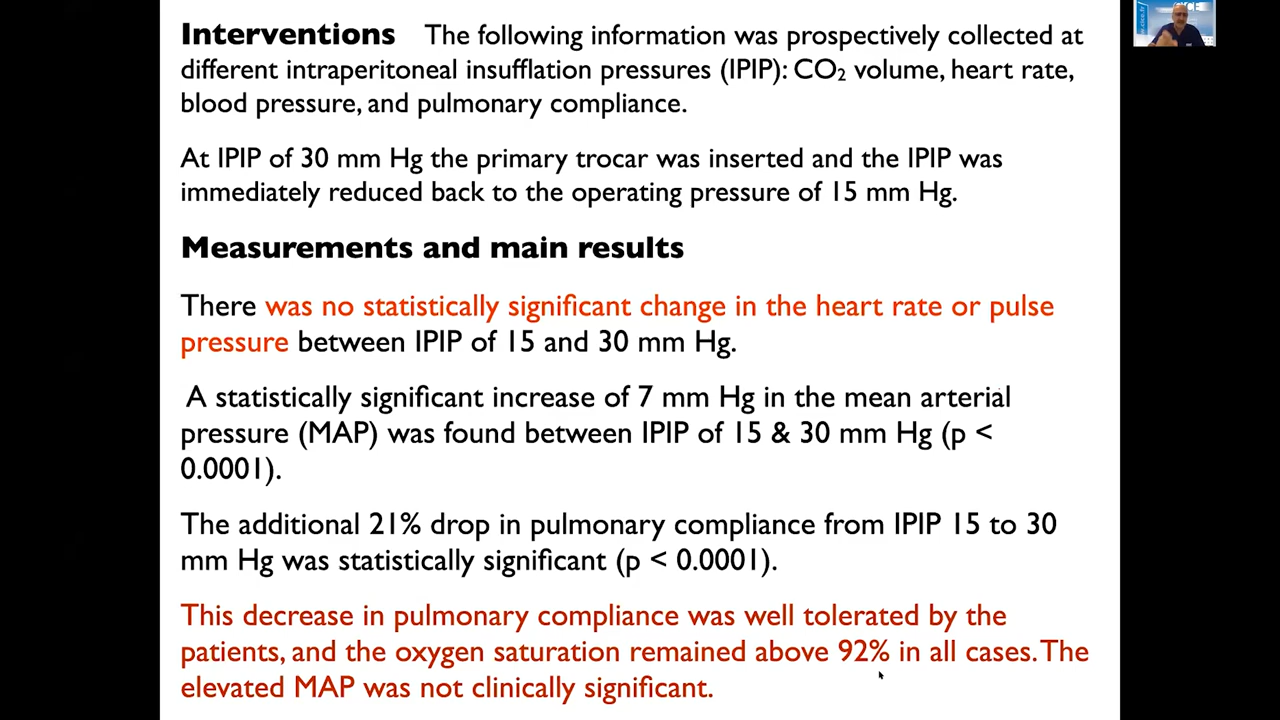 Interventions The following information was prospectively collected at
different intraperitoneal insufflation pressures (IPIP): CO₂ volume, heart rate,
blood pressure, and pulmonary compliance.
At IPIP of 30 mm Hg the primary trocar was inserted and the IPIP was
immediately reduced back to the operating pressure of 15 mm Hg.
Measurements and main results
There was no statistically significant change in the heart rate or pulse
pressure between IPIP of 15 and 30 mm Hg.
A statistically significant increase of 7 mm Hg in the mean arterial
pressure (MAP) was found between IPIP of 15 & 30 mm Hg (p <
0.0001).
The additional 21% drop in pulmonary compliance from IPIP 15 to 30
mm Hg was statistically significant (p < 0.0001).
This decrease in pulmonary compliance was well tolerated by the
patients, and the oxygen saturation remained above 92% in all cases. The
elevated MAP was not clinically significant.